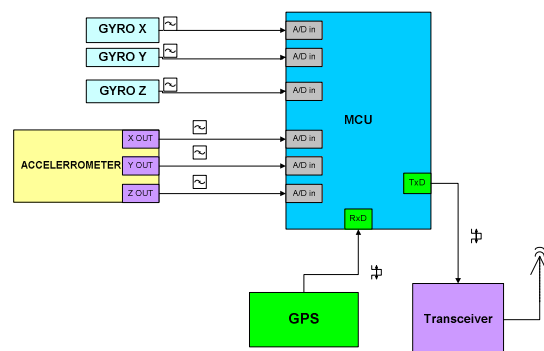 GYRO X
A/D in
GYRO Y
A/D in
GYRO Z
A/D in
MCU
X OUT
A/D in
ACCELERROMETER
Y OUT
A/D in
Z OUT
A/D in
TxD
RxD
GPS
Transceiver